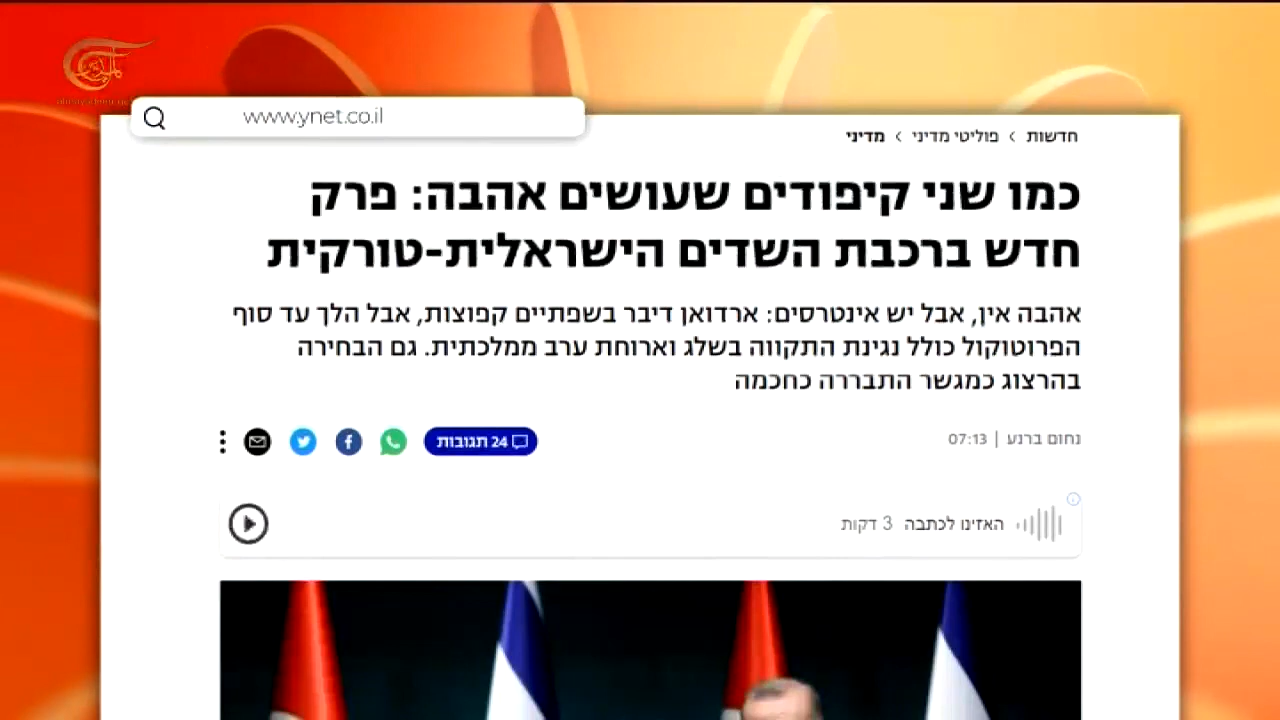 www.ynet.co.il
חדשות > פוליטי מדיני > מדיני
כמו שני קיפודים שעושים אהבה: פרק
חדש ברכבת השדים הישראלית-טורקית
אהבה אין, אבל יש אינטרסים: ארדואן דיבר בשפתיים קפוצות, אבל הלך עד סוף
הפרוטוקול כולל נגינת התקווה בשלג וארוחת ערב ממלכתית. גם הבחירה
בהרצוג כמגשר התבררה כחכמה
נחום ברנע | 07:13
24 תגובות
האזינו לכתבה 3 דקות